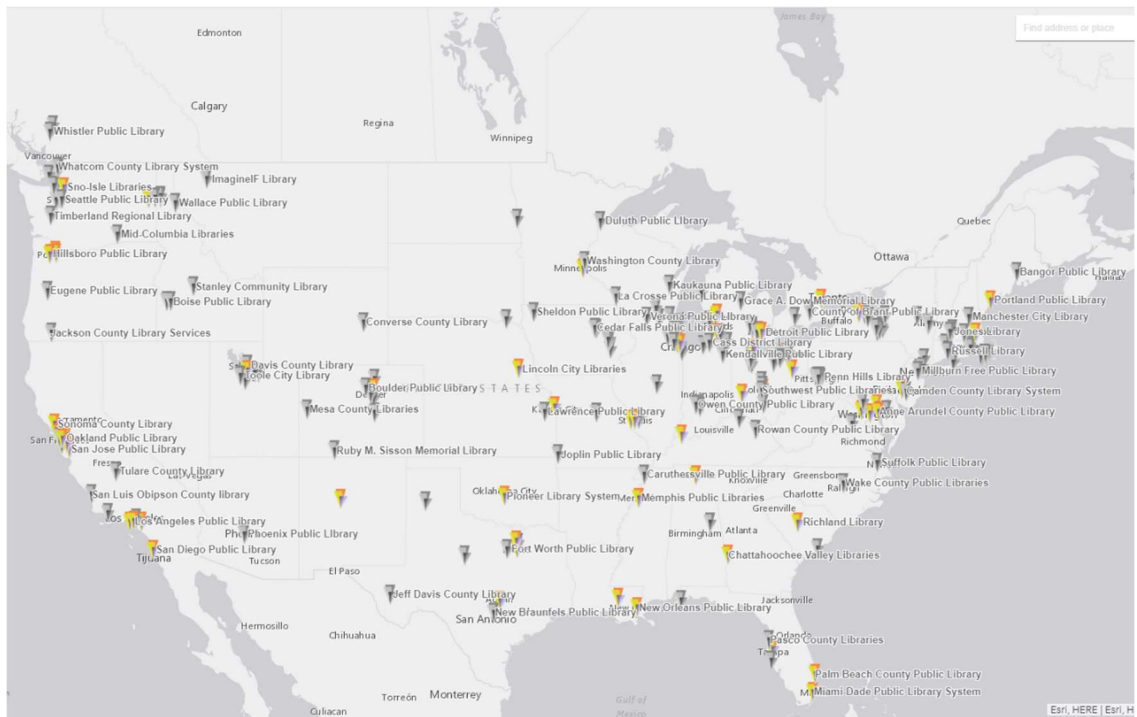 James Bay
Edmonton
Find address or place
Calgary
Regina
Winnipeg
Whistler Public Library
Vancouver
Whatcom County Library System
ImagineIF Library
Sno-Isle Libraries
Seattle Public Library
Wallace Public Library
Timberland Regional Library
Duluth Public LIbrary
Quebec
Mid-Columbia Libraries
Hillsboro Public Library
Ottawa
Washington County Library
Minneapolis
Bangor Public Library
Stanley Community Library
Kaukauna Public Library
Eugene Public Library
Boise Public Library
La Crosse Public Library
Grace A. Dow Memorial Library
Toronto
Portland Public Library
Sheldon Public Library
Verona Public Library
County of Brant Public Library
Buffalo
Manchester City Library
Converse County Library
Cedar Falls Public Library
Detroit Public Library
Jones Library
Jackson County Library Services
Cass District Library
Kendallville Public Library
Russell Library
Davis County Library
Lincoln City Libraries
Penn Hills Library
Millburn Free Public Library
Boulder Public Library
STATES
Indianapolis
Southwest Public Libraries
Camden County Library System
Mesa County Libraries
Lawrence Public Library
Owen County Public Library
Anne Arundel County Public Library
Sonoma County Library
Louisville
Rowan County Public Library
Richmond
Oakland Public Library
San Jose Public Library
Ruby M. Sisson Memorial Library
Joplin Public Library
Suffolk Public Library
Tulare County Library
Caruthersville Public Library
Knoxville
Greensboro
Wake County Public Libraries
San Luis Obipson County library
Oklahoma City
Pioneer Library System
Memphis Public Libraries
Charlotte
Greenville
Los Angeles Public Library
Richland Library
Phoenix Public Library
Birmingham
Atlanta
San Diego Public Library
Tijuana
Tucson
Fort Worth Public Library
Chattahoochee Valley Libraries
El Paso
Jeff Davis County Library
Jacksonville
New Braunfels Public Library
New Orleans Public Library
San Antonio
Hermosillo
Chihuahua
Orlando
Pasco County Libraries
Tampa
Palm Beach County Public Library
Miami Dade Public Library System
Torreón
Monterrey
Culiacan
Gulf of
Mexico
Esri, HERE | Esri, H